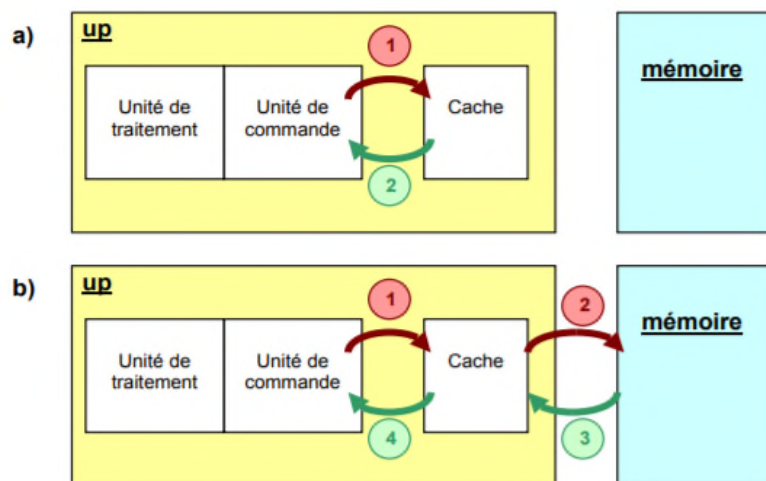 a)
up
1
mémoire
Unité de
traitement
Unité de
commande
Cache
2
b)
up
1
2
mémoire
Unité de
traitement
Unité de
commande
Cache
4
3